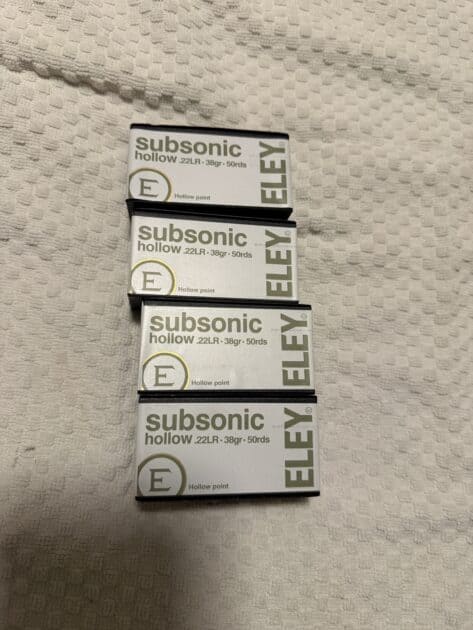 subsonic
hollow .22LR • 38gr • 50rds
E
Hollow point
ELEY
subsonic
hollow .22LR • 38gr • 50rds
E
Hollow point
ELEY
subsonic
hollow .22LR • 38gr • 50rds
E
Hollow point
ELEY
subsonic
hollow .22LR • 38gr • 50rds
E
Hollow point
ELEY